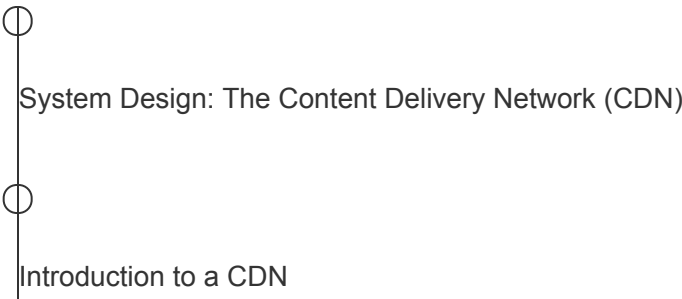 System Design: The Content Delivery Network (CDN)
Introduction to a CDN